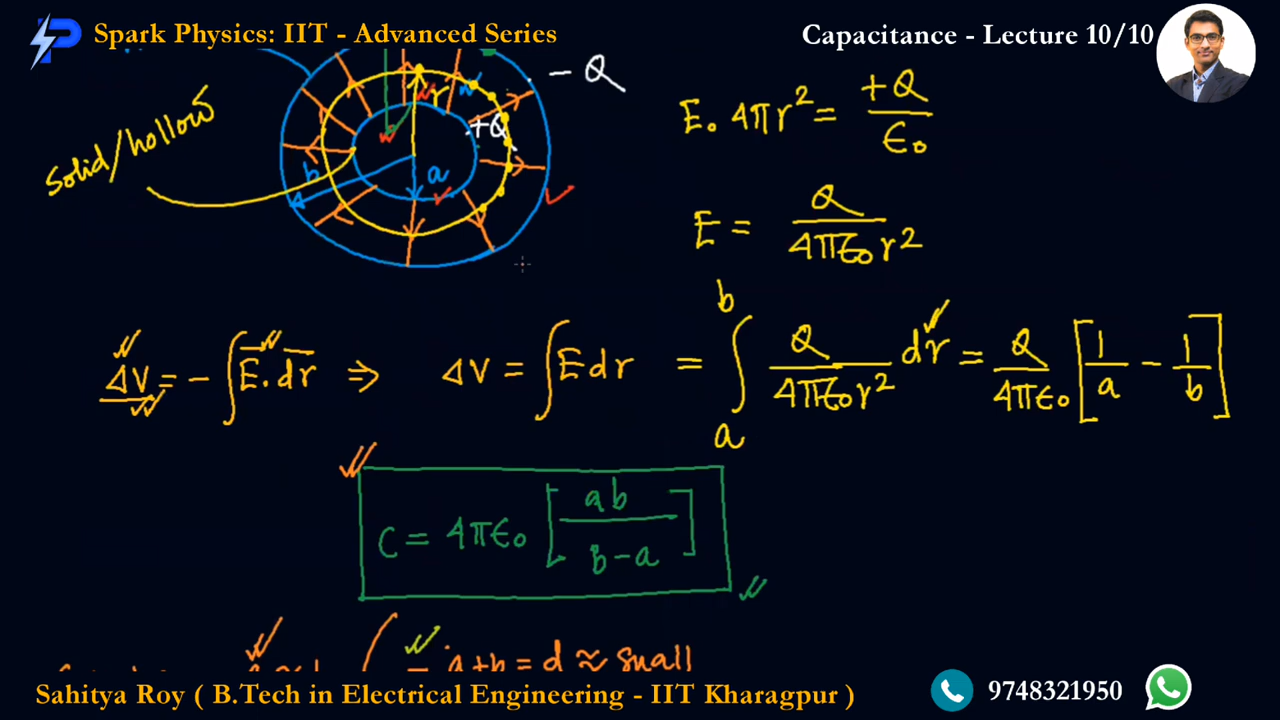 Spark Physics: IIT - Advanced Series
Capacitance - Lecture 10/10
- Q
+Q
r
a
b
solid/hollow
E. 4πr² = +Q/ϵ₀
E = Q/4πϵ₀r²
ΔV = - ∫E.dr ⇒ ΔV = ∫Edr = ∫ₐᵇ Q/4πϵ₀r² dr = Q/4πϵ₀ [1/a - 1/b]
C = 4πϵ₀ [ab/b-a]
a+b = d ≈ small
Sahitya Roy ( B.Tech in Electrical Engineering - IIT Kharagpur )
9748321950